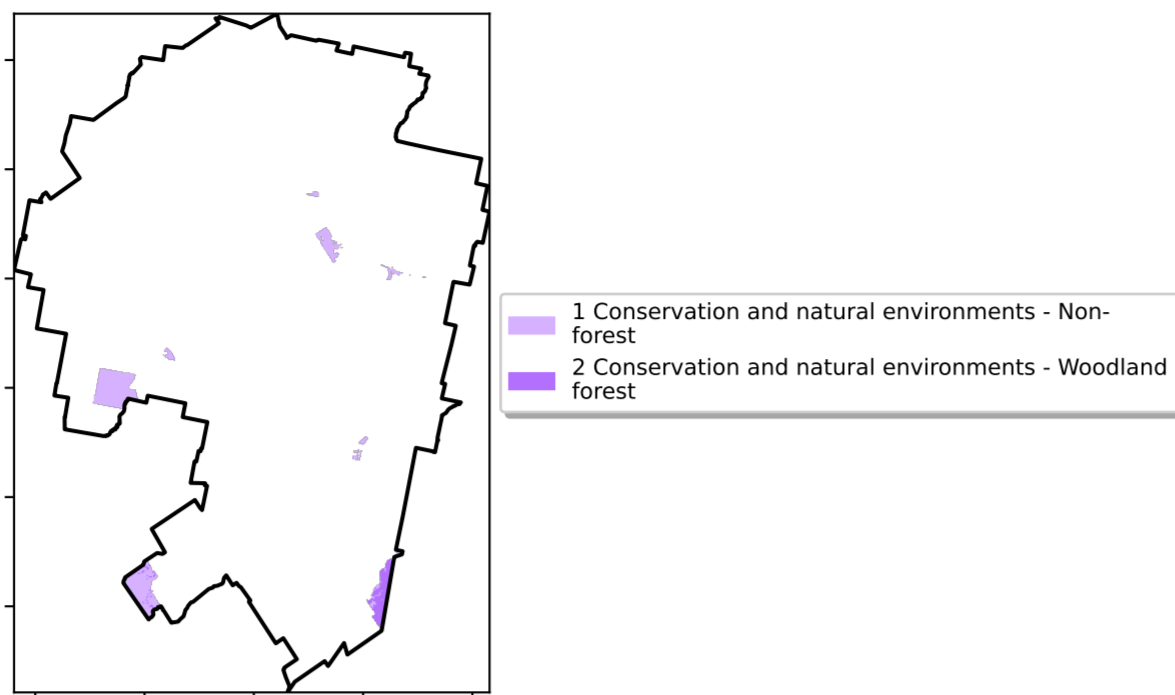 1 Conservation and natural environments - Non-
forest
2 Conservation and natural environments - Woodland
forest